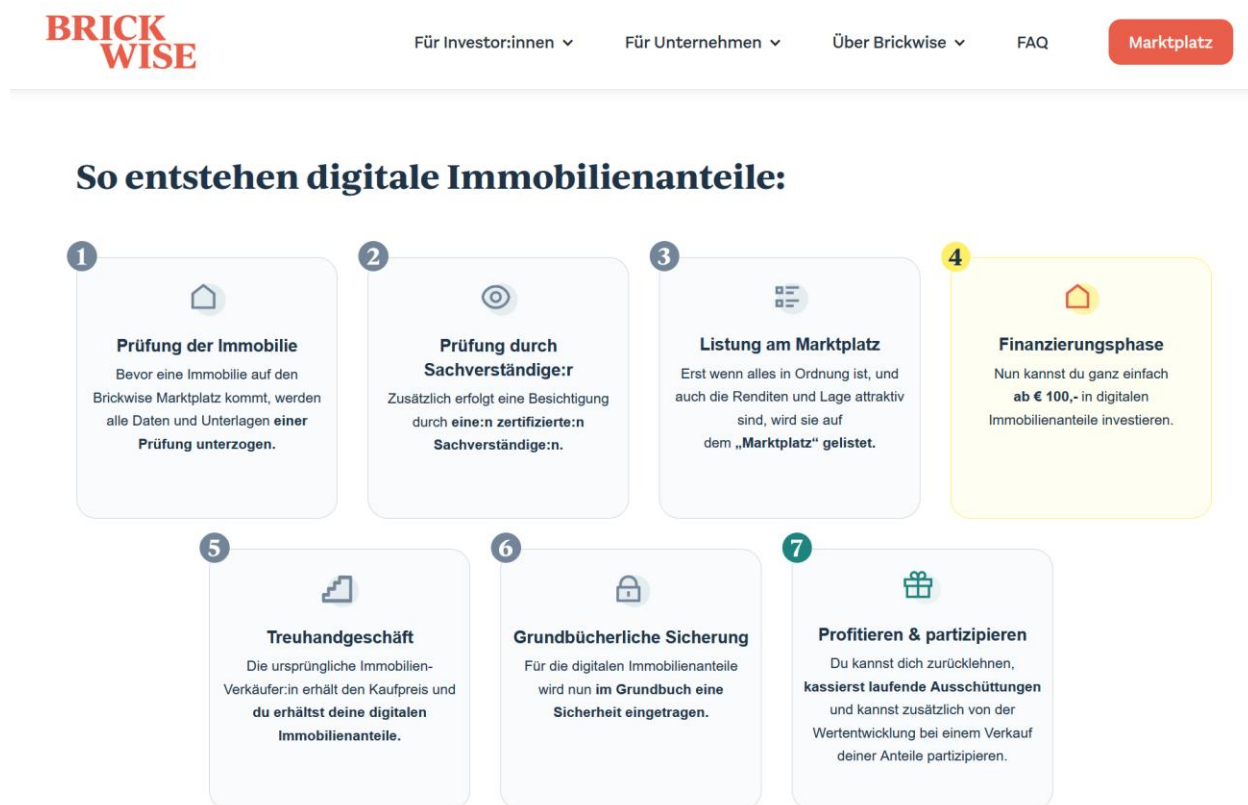 BRICK
WISE
Für Investor:innen
Für Unternehmen
Über Brickwise
FAQ
Marktplatz
So entstehen digitale Immobilienanteile:
1
Prüfung der Immobilie
Bevor eine Immobilie auf den
Brickwise Marktplatz kommt, werden
alle Daten und Unterlagen einer
Prüfung unterzogen.
2
Prüfung durch
Sachverständige:r
Zusätzlich erfolgt eine Besichtigung
durch eine:n zertifizierte:n
Sachverständige:n.
3
Listung am Marktplatz
Erst wenn alles in Ordnung ist, und
auch die Renditen und Lage attraktiv
sind, wird sie auf
dem „Marktplatz“ gelistet.
4
Finanzierungsphase
Nun kannst du ganz einfach
ab € 100,- in digitalen
Immobilienanteile investieren.
5
Treuhandgeschäft
Die ursprüngliche Immobilien-
Verkäufer:in erhält den Kaufpreis und
du erhältst deine digitalen
Immobilienanteile.
6
Grundbücherliche Sicherung
Für die digitalen Immobilienanteile
wird nun im Grundbuch eine
Sicherheit eingetragen.
7
Profitieren & partizipieren
Du kannst dich zurücklehnen,
kassierst laufende Ausschüttungen
und kannst zusätzlich von der
Wertentwicklung bei einem Verkauf
deiner Anteile partizipieren.